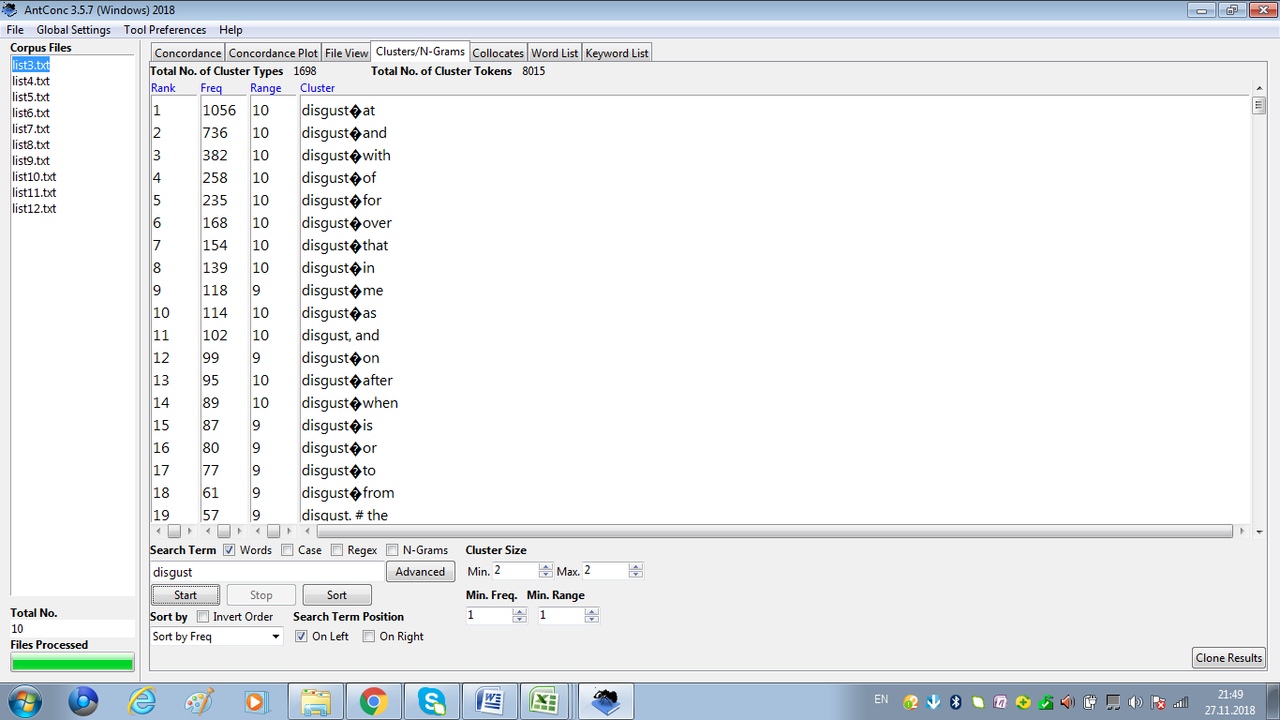 AntConc 3.5.7 (Windows) 2018
File Global Settings Tool Preferences Help
Corpus Files
list3.txt
list4.txt
list5.txt
list6.txt
list7.txt
list8.txt
list9.txt
list10.txt
list11.txt
list12.txt
Total No.
10
Files Processed
Concordance Concordance Plot File View Clusters/N-Grams Collocates Word List Keyword List
Total No. of Cluster Types 1698 Total No. of Cluster Tokens 8015
Rank Freq Range Cluster
1 1056 10 disgust�at
2 736 10 disgust�and
3 382 10 disgust�with
4 258 10 disgust�of
5 235 10 disgust�for
6 168 10 disgust�over
7 154 10 disgust�that
8 139 10 disgust�in
9 118 9 disgust�me
10 114 10 disgust�as
11 102 10 disgust, and
12 99 9 disgust�on
13 95 10 disgust�after
14 89 10 disgust�when
15 87 9 disgust�is
16 80 9 disgust�or
17 77 9 disgust�to
18 61 9 disgust�from
19 57 9 disgust. # the
Search Term Words Case Regex N-Grams Cluster Size
disgust Advanced Min. 2 Max. 2
Start Stop Sort Min. Freq. Min. Range
1 1
Sort by Invert Order Search Term Position
Sort by Freq On Left On Right
Clone Results
EN 21:49
27.11.2018